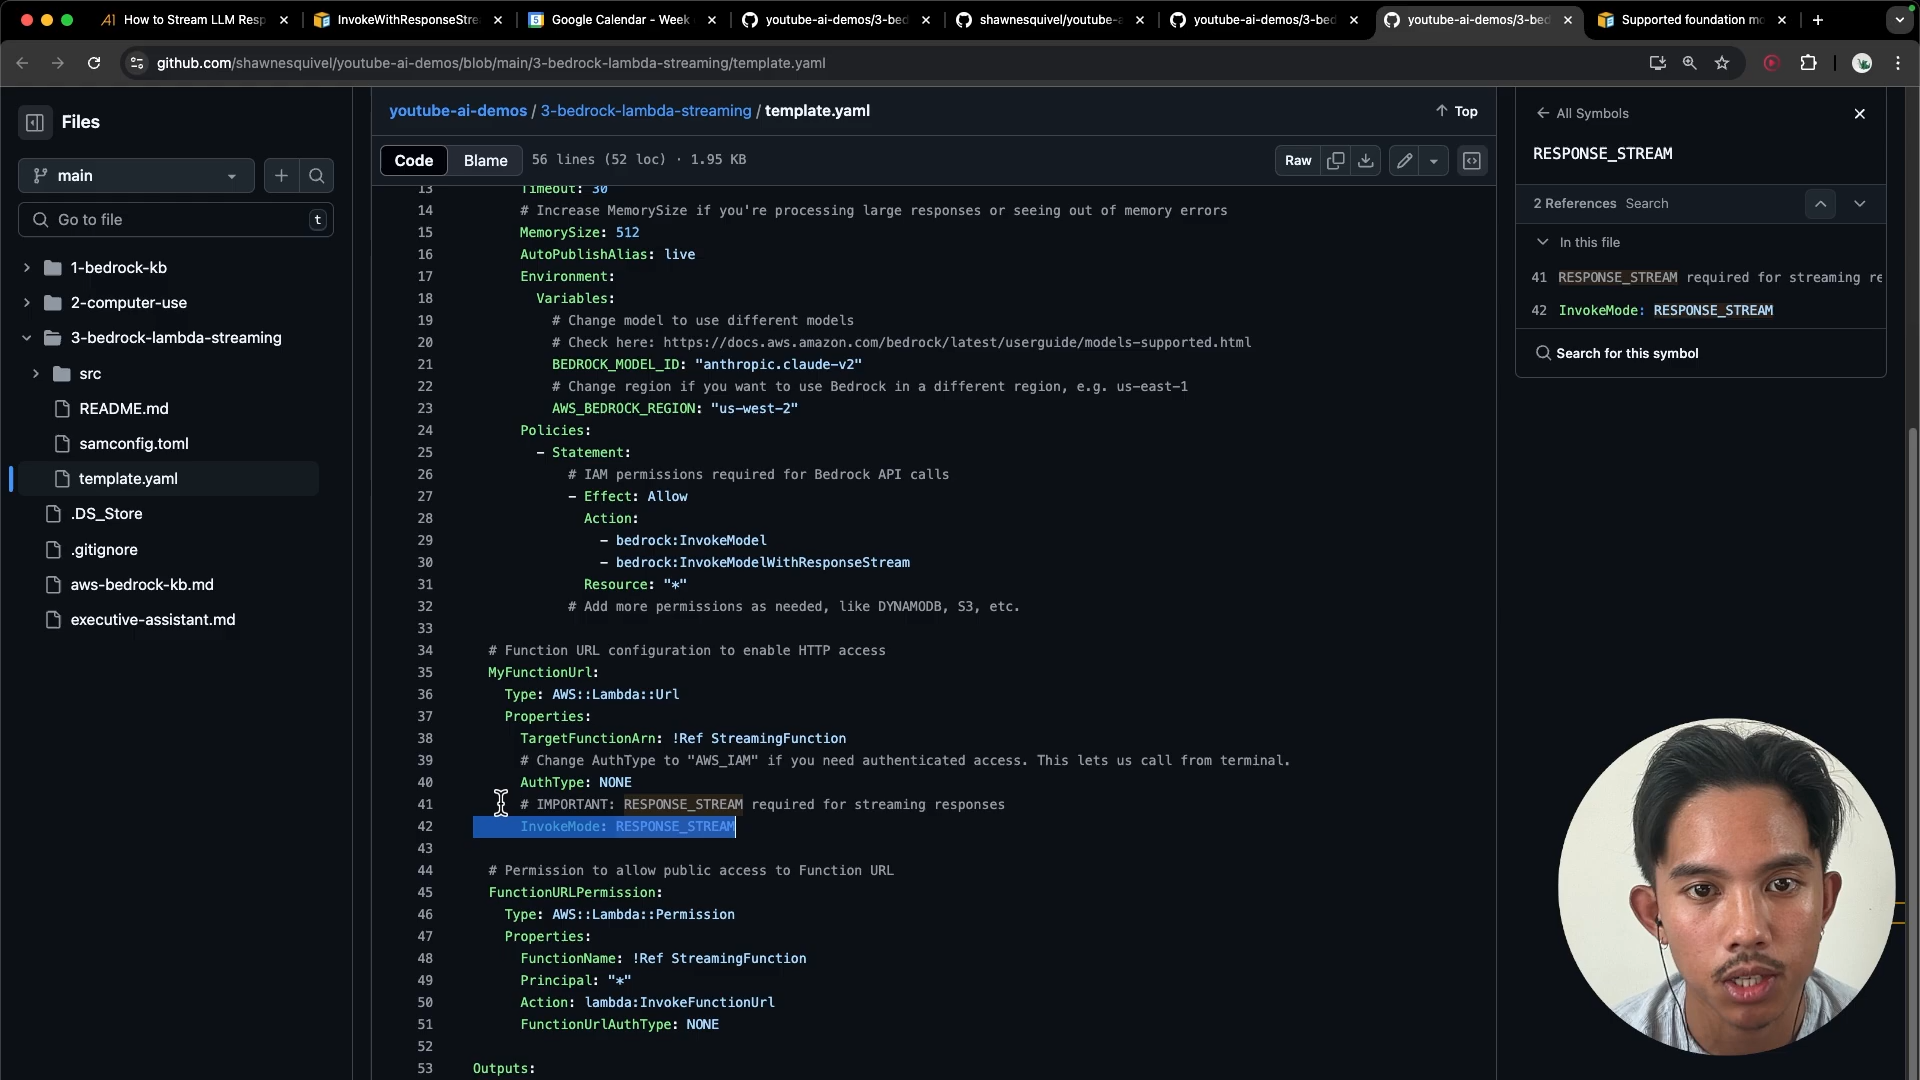 How to Stream LLM Resp
InvokeWithResponseStre
Google Calendar - Week
youtube-ai-demos/3-bed
shawnesquivel/youtube-a
youtube-ai-demos/3-bed
youtube-ai-demos/3-bed
Supported foundation mo
github.com/shawnesquivel/youtube-ai-demos/blob/main/3-bedrock-lambda-streaming/template.yaml
Files
main
Go to file
t
1-bedrock-kb
2-computer-use
3-bedrock-lambda-streaming
src
README.md
samconfig.toml
template.yaml
.DS_Store
.gitignore
aws-bedrock-kb.md
executive-assistant.md
youtube-ai-demos / 3-bedrock-lambda-streaming / template.yaml
Top
Code Blame 56 lines (52 loc) · 1.95 KB
Raw
13 Timeout: 30
14 # Increase MemorySize if you're processing large responses or seeing out of memory errors
15 MemorySize: 512
16 AutoPublishAlias: live
17 Environment:
18 Variables:
19 # Change model to use different models
20 # Check here: https://docs.aws.amazon.com/bedrock/latest/userguide/models-supported.html
21 BEDROCK_MODEL_ID: "anthropic.claude-v2"
22 # Change region if you want to use Bedrock in a different region, e.g. us-east-1
23 AWS_BEDROCK_REGION: "us-west-2"
24 Policies:
25 - Statement:
26 # IAM permissions required for Bedrock API calls
27 - Effect: Allow
28 Action:
29 - bedrock:InvokeModel
30 - bedrock:InvokeModelWithResponseStream
31 Resource: "*"
32 # Add more permissions as needed, like DYNAMODB, S3, etc.
33
34 # Function URL configuration to enable HTTP access
35 MyFunctionUrl:
36 Type: AWS::Lambda::Url
37 Properties:
38 TargetFunctionArn: !Ref StreamingFunction
39 # Change AuthType to "AWS_IAM" if you need authenticated access. This lets us call from terminal.
40 AuthType: NONE
41 # IMPORTANT: RESPONSE_STREAM required for streaming responses
42 InvokeMode: RESPONSE_STREAM
43
44 # Permission to allow public access to Function URL
45 FunctionURLPermission:
46 Type: AWS::Lambda::Permission
47 Properties:
48 FunctionName: !Ref StreamingFunction
49 Principal: "*"
50 Action: lambda:InvokeFunctionUrl
51 FunctionUrlAuthType: NONE
52
53 Outputs:
All Symbols
RESPONSE_STREAM
2 References Search
In this file
41 RESPONSE_STREAM required for streaming re
42 InvokeMode: RESPONSE_STREAM
Search for this symbol